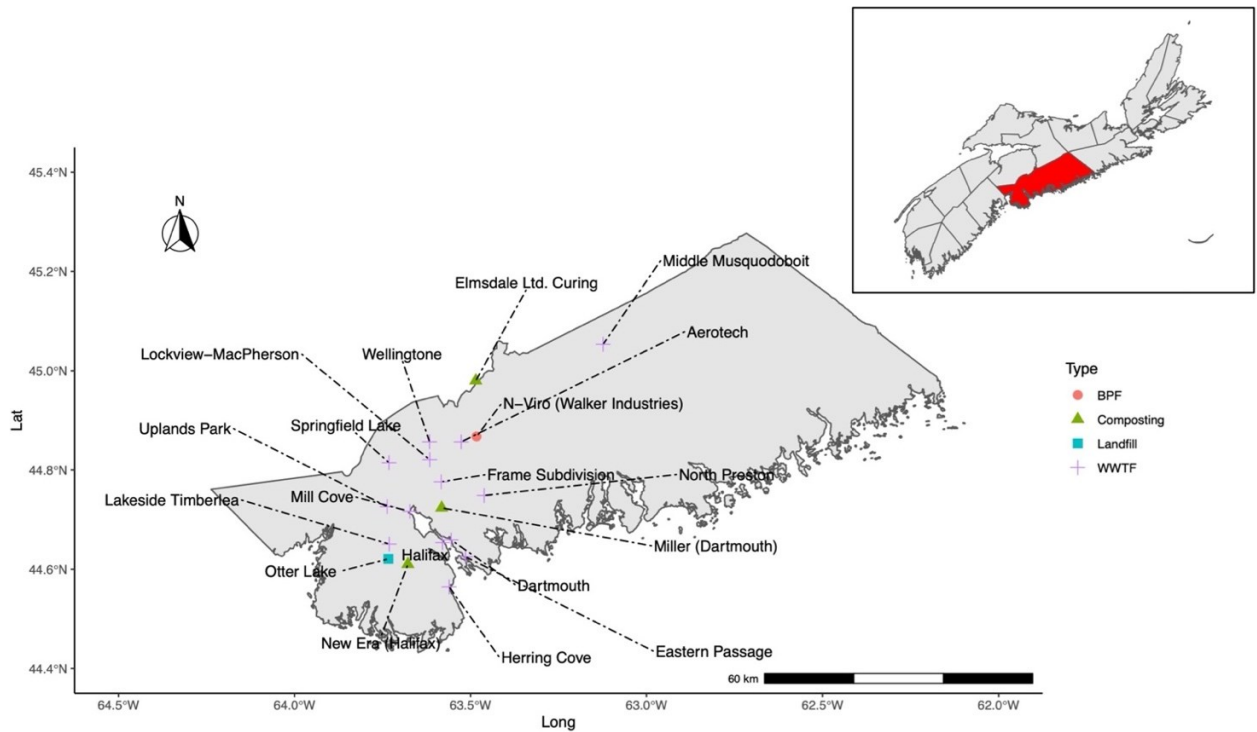 45.4°N
N
45.2°N
Middle Musquodoboit
Elmsdale Ltd. Curing
Aerotech
Lockview−MacPherson
Wellingtone
45.0°N
Type
BPF
N−Viro (Walker Industries)
Composting
Uplands Park
Springfield Lake
Landfill
44.8°N
WWTF
Frame Subdivision
North Preston
Lakeside Timberlea
Mill Cove
Lat
Miller (Dartmouth)
Halifax
44.6°N
Otter Lake
Dartmouth
New Era (Halifax)
Herring Cove
Eastern Passage
44.4°N
60 km
64.5°W
64.0°W
63.5°W
63.0°W
62.5°W
62.0°W
Long